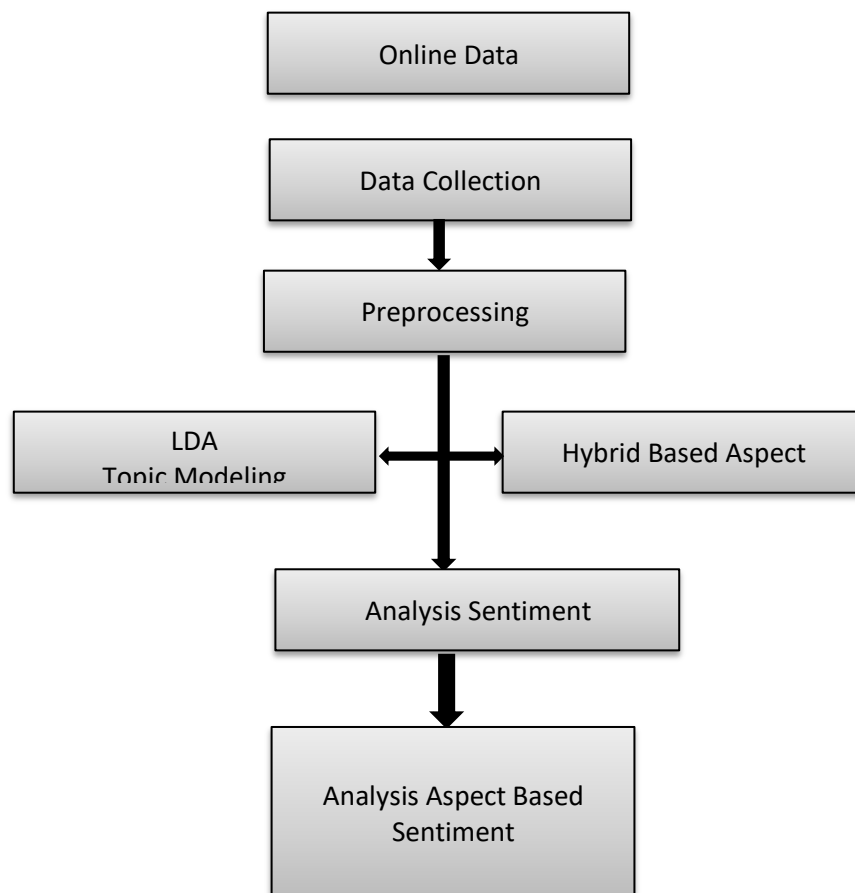 Online Data
Data Collection
Preprocessing
LDA
Topic Modeling
Hybrid Based Aspect
Analysis Sentiment
Analysis Aspect Based
Sentiment